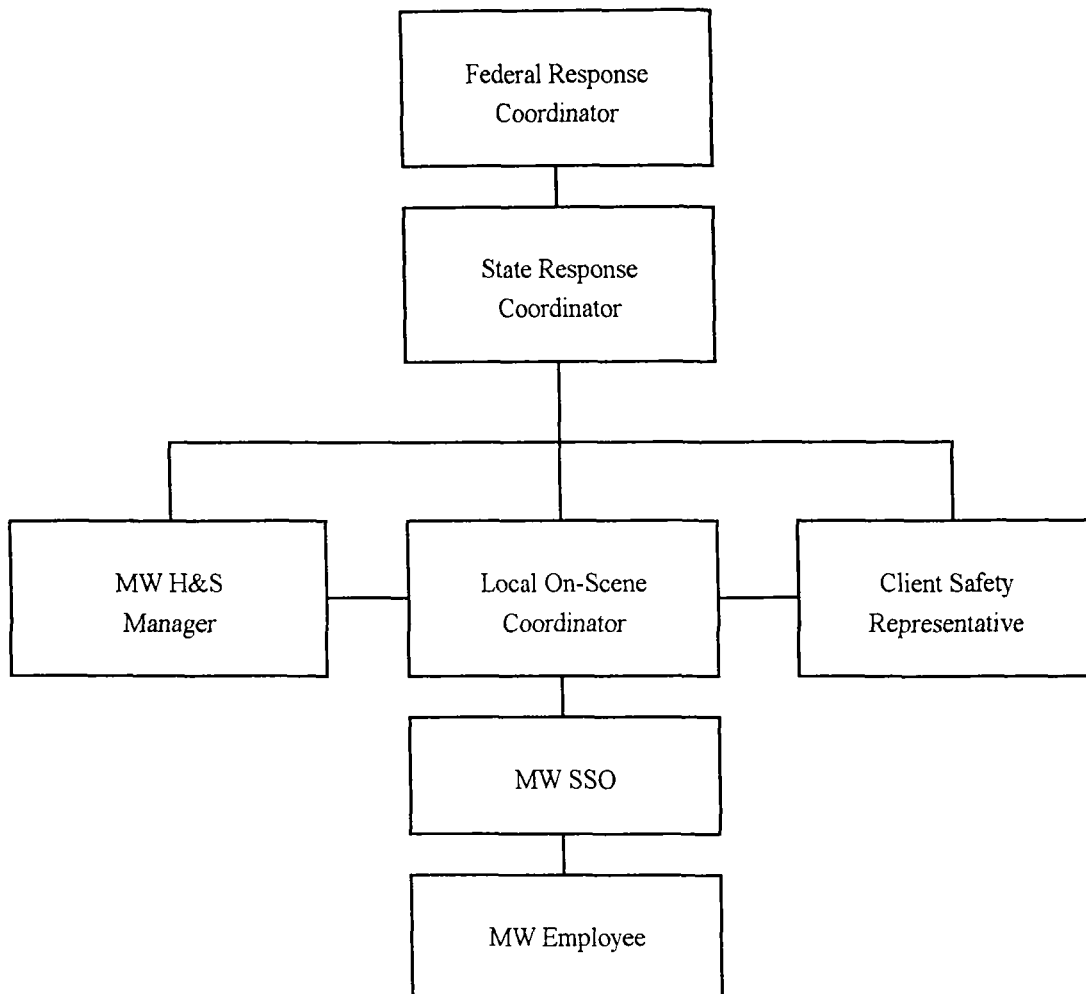 Federal Response
Coordinator
State Response
Coordinator
MW H&S
Manager
Local On-Scene
Coordinator
Client Safety
Representative
MW SSO
MW Employee